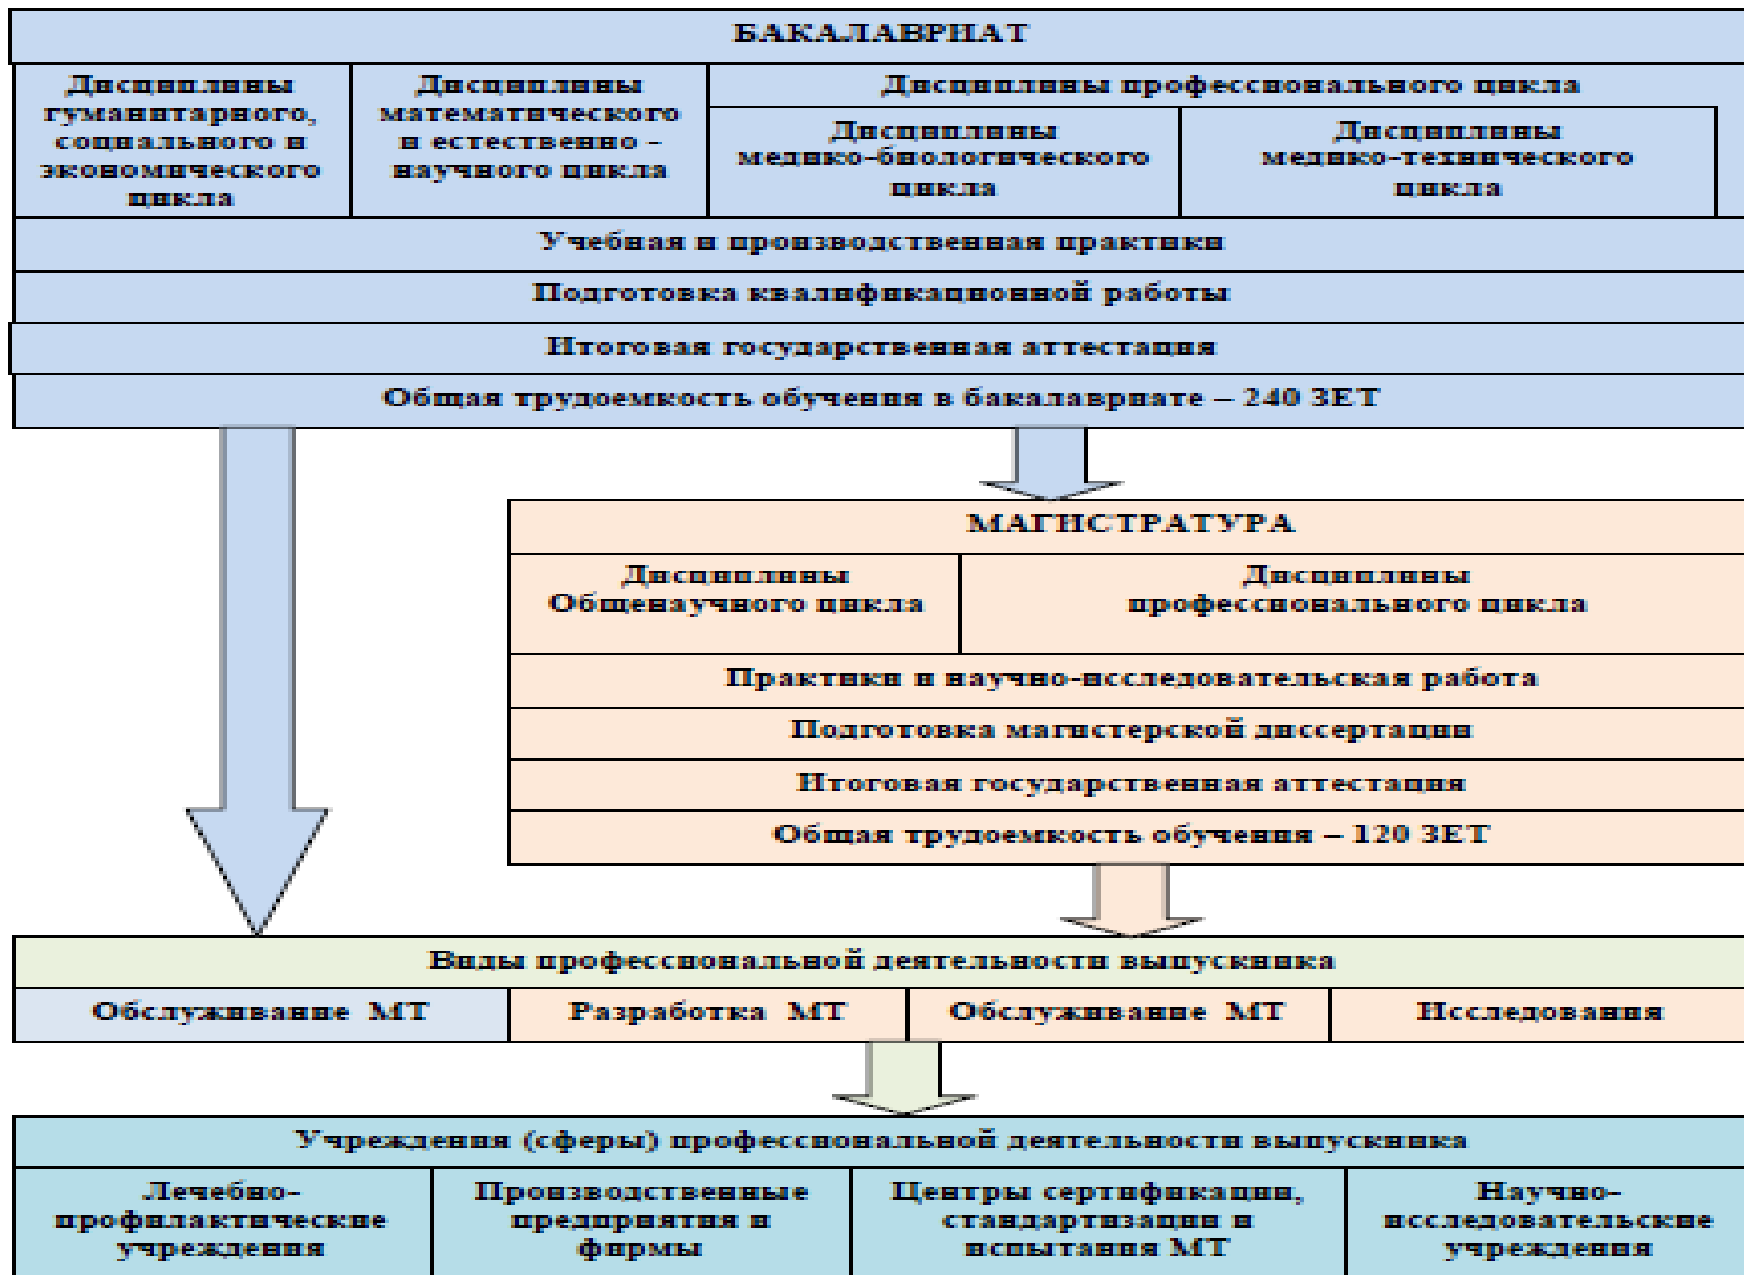 БАКАЛАВРИАТ
Дисциплины
гуманитарного,
социального и
экономического
цикла
Дисциплины
математического
и естественно –
научного цикла
Дисциплины профессионального цикла
Дисциплины
медико-биологического
цикла
Дисциплины
медико-технического
цикла
Учебная и производственная практики
Подготовка квалификационной работы
Итоговая государственная аттестация
Общая трудоемкость обучения в бакалавриате – 240 ЗЕТ
МАГИСТРАТУРА
Дисциплины
Общенаучного цикла
Дисциплины
профессионального цикла
Практики и научно-исследовательская работа
Подготовка магистерской диссертации
Итоговая государственная аттестация
Общая трудоемкость обучения – 120 ЗЕТ
Виды профессиональной деятельности выпускника
Обслуживание МТ
Разработка МТ
Обслуживание МТ
Исследования
Учреждения (сферы) профессиональной деятельности выпускника
Лечебно-
профилактические
учреждения
Производственные
предприятия и
фирмы
Центры сертификации,
стандартизации и
испытания МТ
Научно-
исследовательские
учреждения